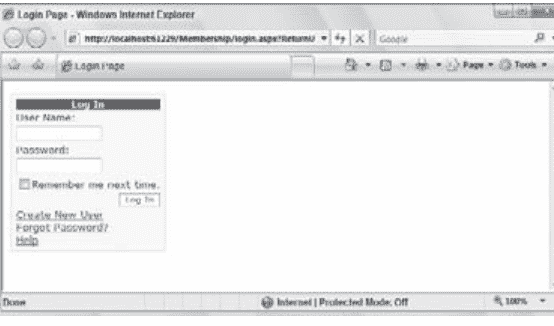 Login Page - Windows Internet Explorer
http://localhost:61229/Membership/login.aspx?ReturnU
Google
Login Page
Page
Tools
Log In
User Name:
Password:
Remember me next time.
Log In
Create New User
Forgot Password?
Help
Done
Internet | Protected Mode: Off
100%